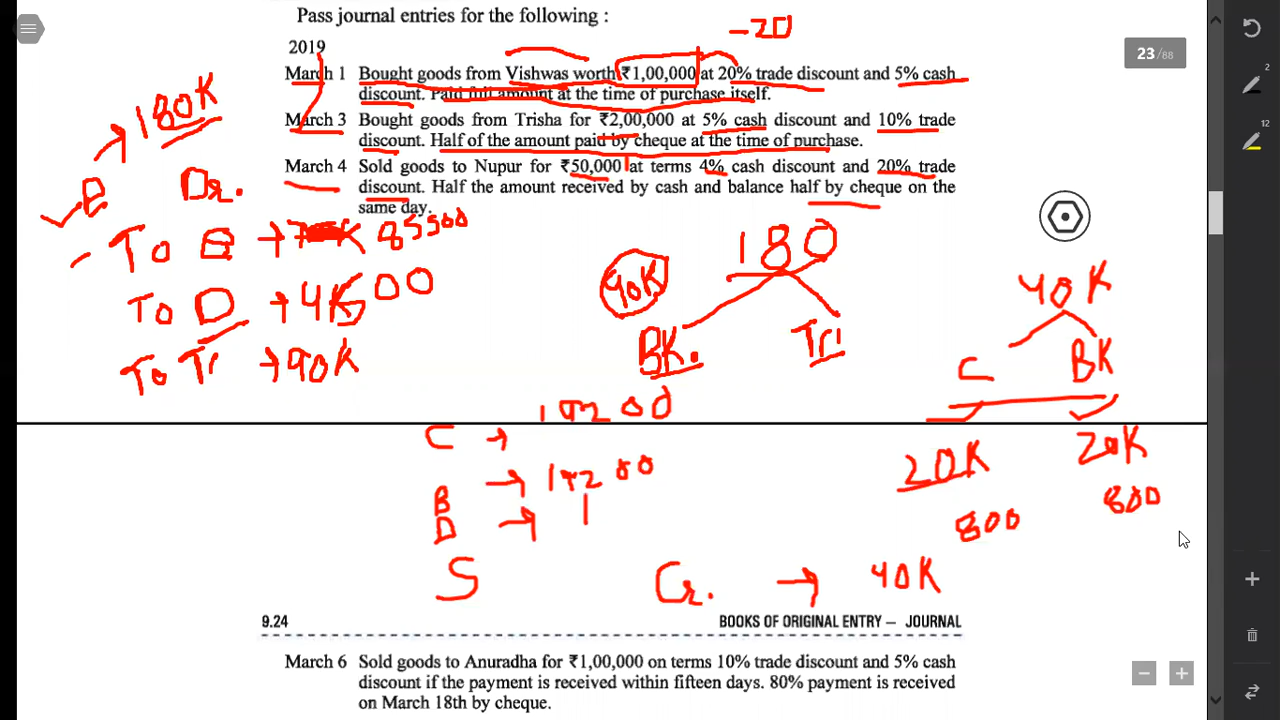 Pass journal entries for the following :
-20
2019
23/88
2
March 1 Bought goods from Vishwas worth ₹1,00,000 at 20% trade discount and 5% cash
discount. Paid full amount at the time of purchase itself.
180K
March 3 Bought goods from Trisha for ₹2,00,000 at 5% cash discount and 10% trade
discount. Half of the amount paid by cheque at the time of purchase.
12
March 4 Sold goods to Nupur for ₹50,000 at terms 4% cash discount and 20% trade
discount. Half the amount received by cash and balance half by cheque on the
same day.
Dr.
To B → 85500
180
90K
40K
To D → 4500
BK. Tri
C BK
To Tr → 90K
C → 19200
20K 20K
B → 19200
800 800
D → 1
S Cr. → 40K
9.24 BOOKS OF ORIGINAL ENTRY – JOURNAL
March 6 Sold goods to Anuradha for ₹1,00,000 on terms 10% trade discount and 5% cash
discount if the payment is received within fifteen days. 80% payment is received
on March 18th by cheque.